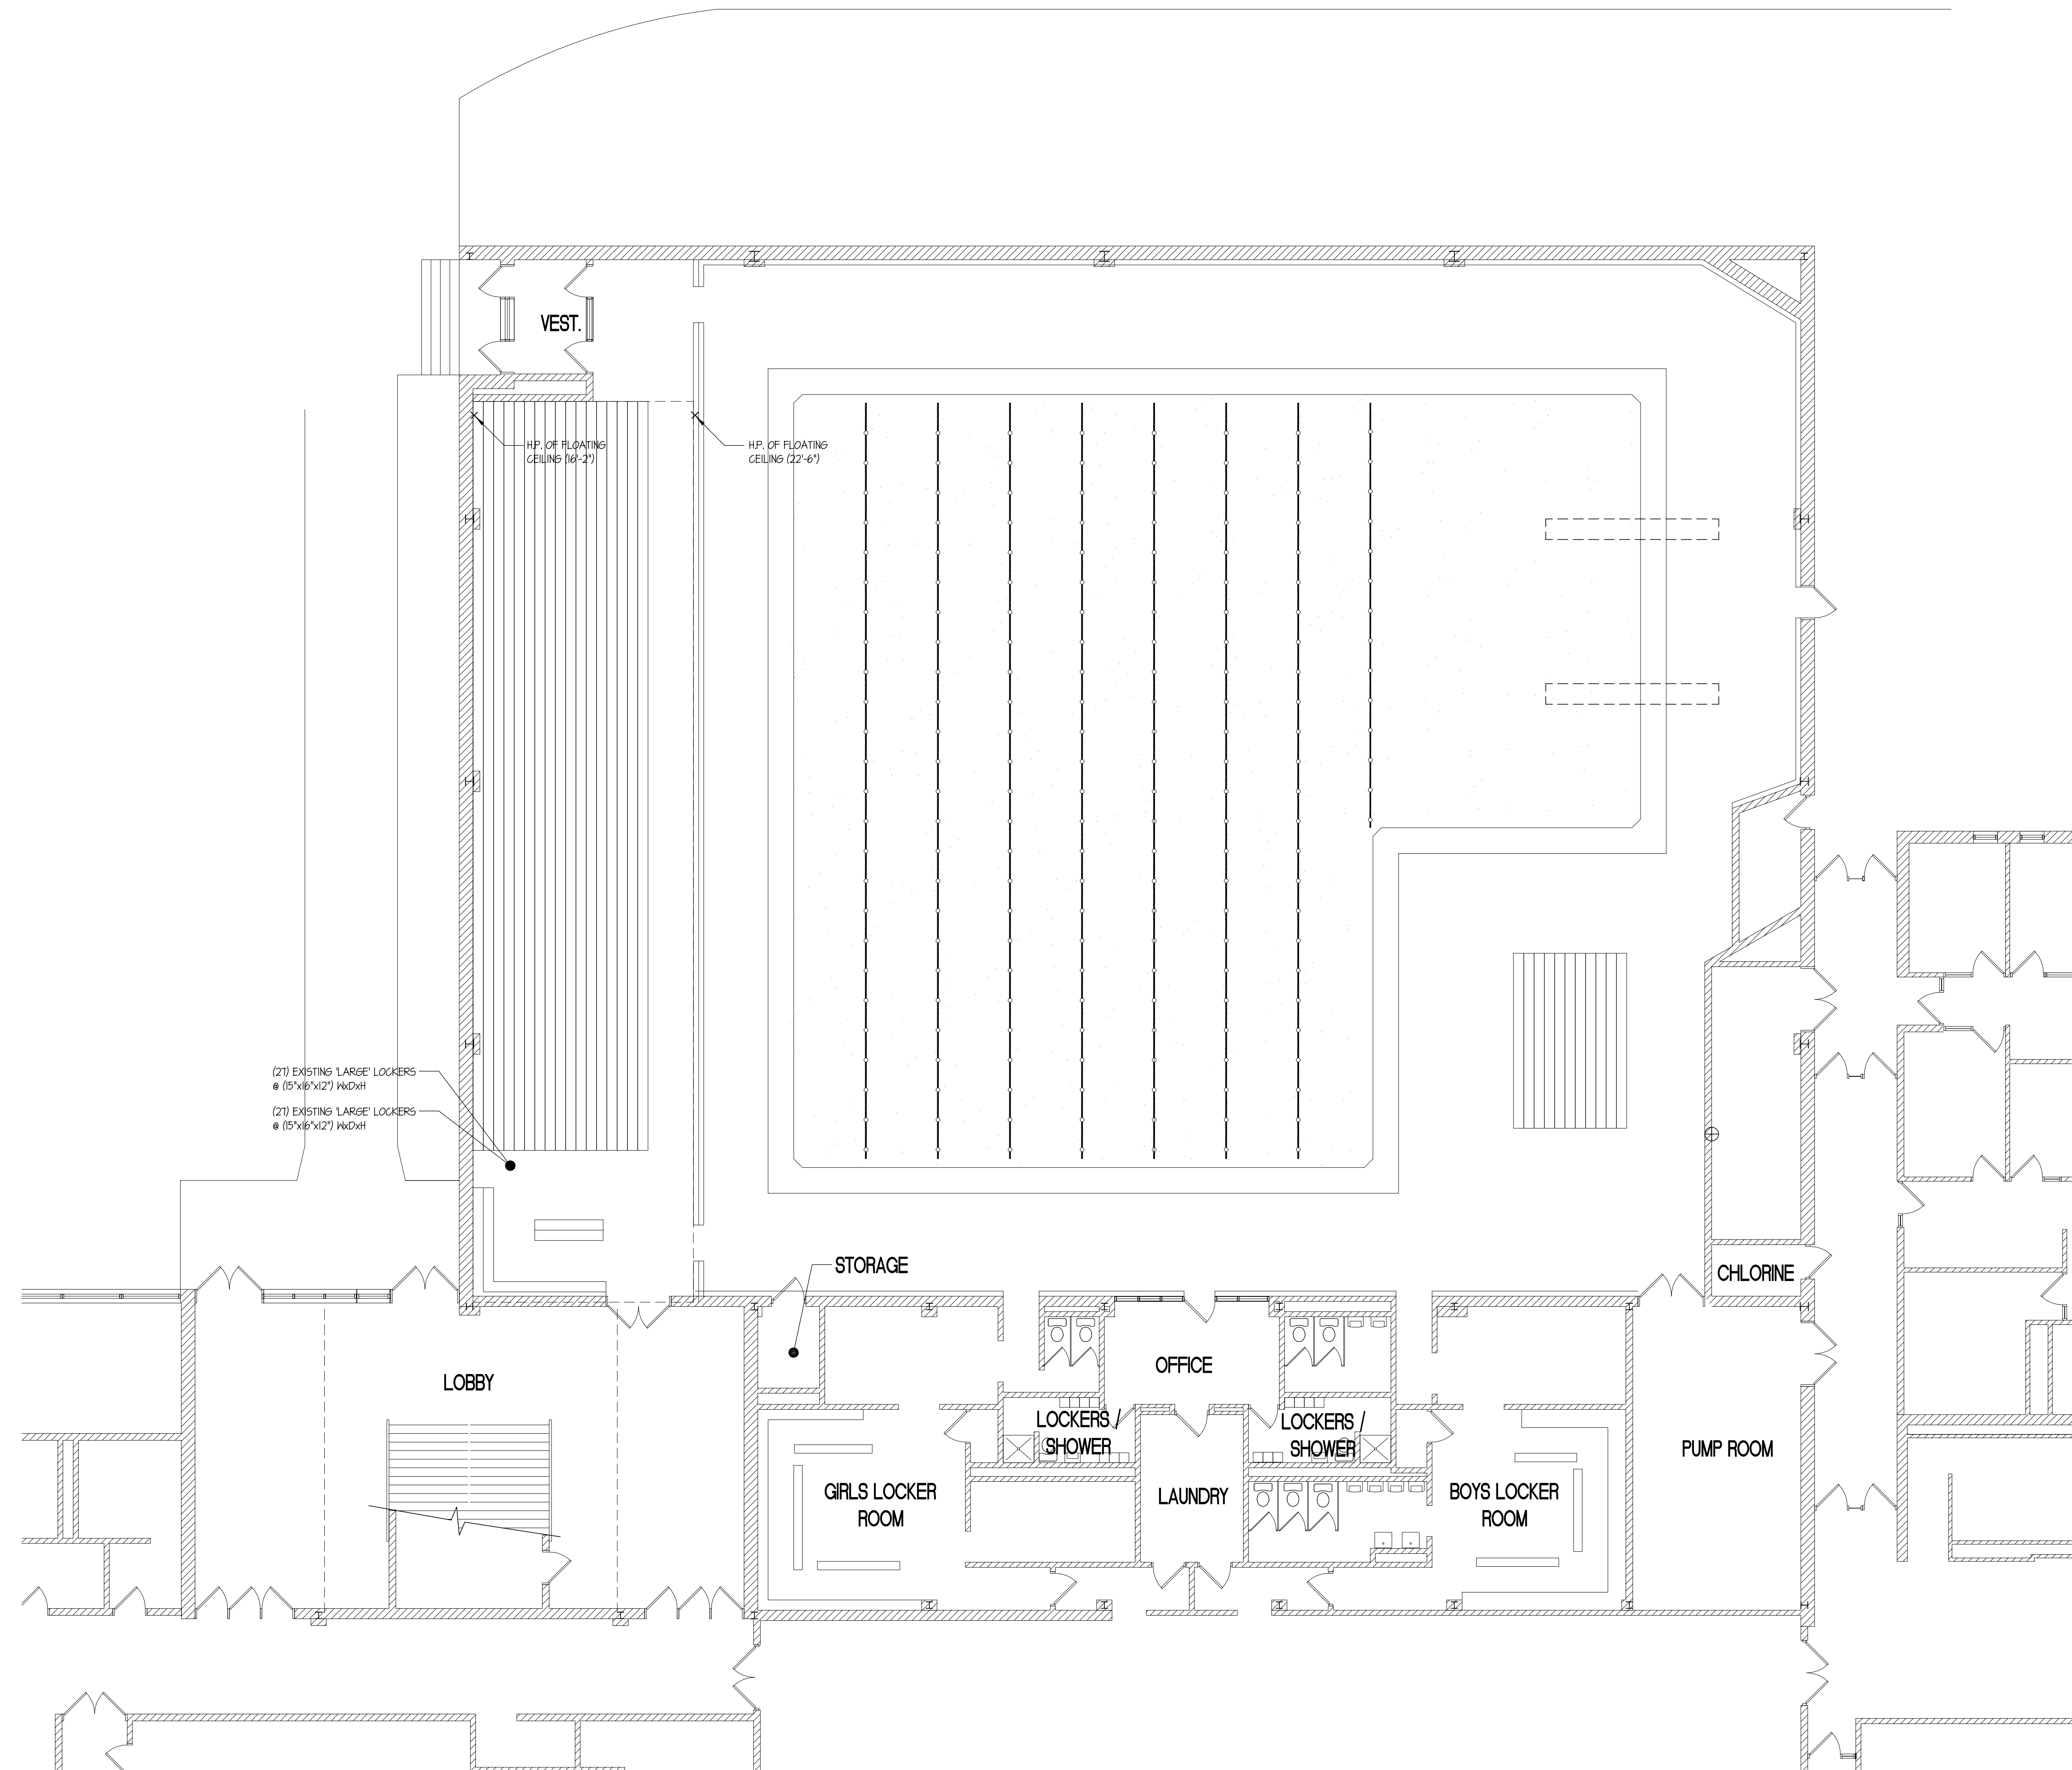 VEST.
H.P. OF FLOATING
CEILING (16'-2")
H.P. OF FLOATING
CEILING (22'-6")
(27) EXISTING 'LARGE' LOCKERS
@ (15"x16"x12") WxDxH
(27) EXISTING 'LARGE' LOCKERS
@ (15"x16"x12") WxDxH
STORAGE
CHLORINE
LOBBY
OFFICE
LOCKERS /
SHOWER
LOCKERS /
SHOWER
PUMP ROOM
GIRLS LOCKER
ROOM
LAUNDRY
BOYS LOCKER
ROOM